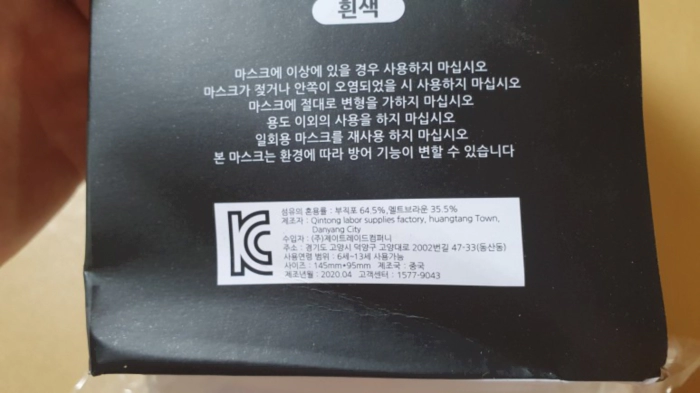 흰색
마스크에 이상에 있을 경우 사용하지 마십시오
마스크가 젖거나 안쪽이 오염되었을 시 사용하지 마십시오
마스크에 절대로 변형을 가하지 마십시오
용도 이외의 사용을 하지 마십시오
일회용 마스크를 재사용 하지 마십시오
본 마스크는 환경에 따라 방어 기능이 변할 수 있습니다
섬유의 혼용률 : 부직포 64.5%,멜트브라운 35.5%
제조자 : Qintong labor supplies factory, huangtang Town,
Danyang City
수입자 : (주)제이트레이드컴퍼니
주소 : 경기도 고양시 덕양구 고양대로 2002번길 47-33(동산동)
사용연령 범위 : 6세~13세 사용가능
사이즈 : 145mm*95mm 제조국 : 중국
제조년월 : 2020.04 고객센터 : 1577-9043